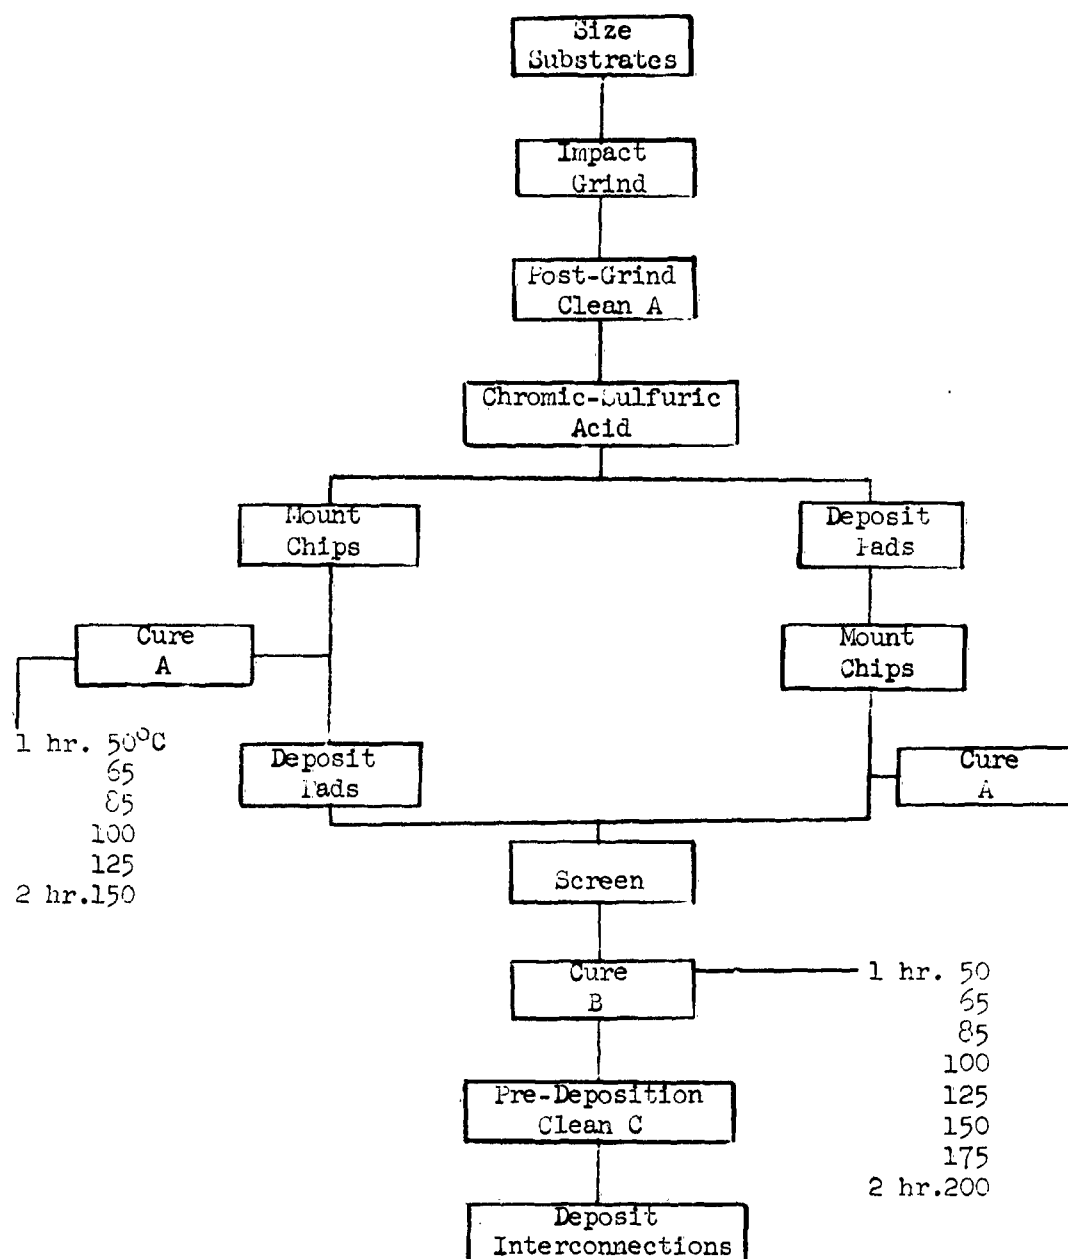 Size
Substrates
Impact
Grind
Post-Grind
Clean A
Chromic-Sulfuric
Acid
Mount
Chips
Deposit
Pads
Cure
A
Mount
Chips
1 hr. 50°C
65
85
100
125
2 hr.150
Deposit
Pads
Cure
A
Screen
Cure
B
1 hr. 50
65
85
100
125
150
175
2 hr.200
Pre-Deposition
Clean C
Deposit
Interconnections